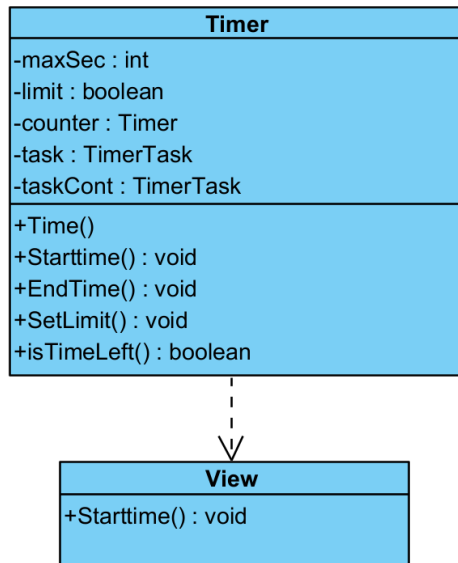 Timer
-maxSec : int
-limit : boolean
-counter : Timer
-task : TimerTask
-taskCont : TimerTask
+Time()
+Starttime() : void
+EndTime() : void
+SetLimit() : void
+isTimeLeft() : boolean
View
+Starttime() : void